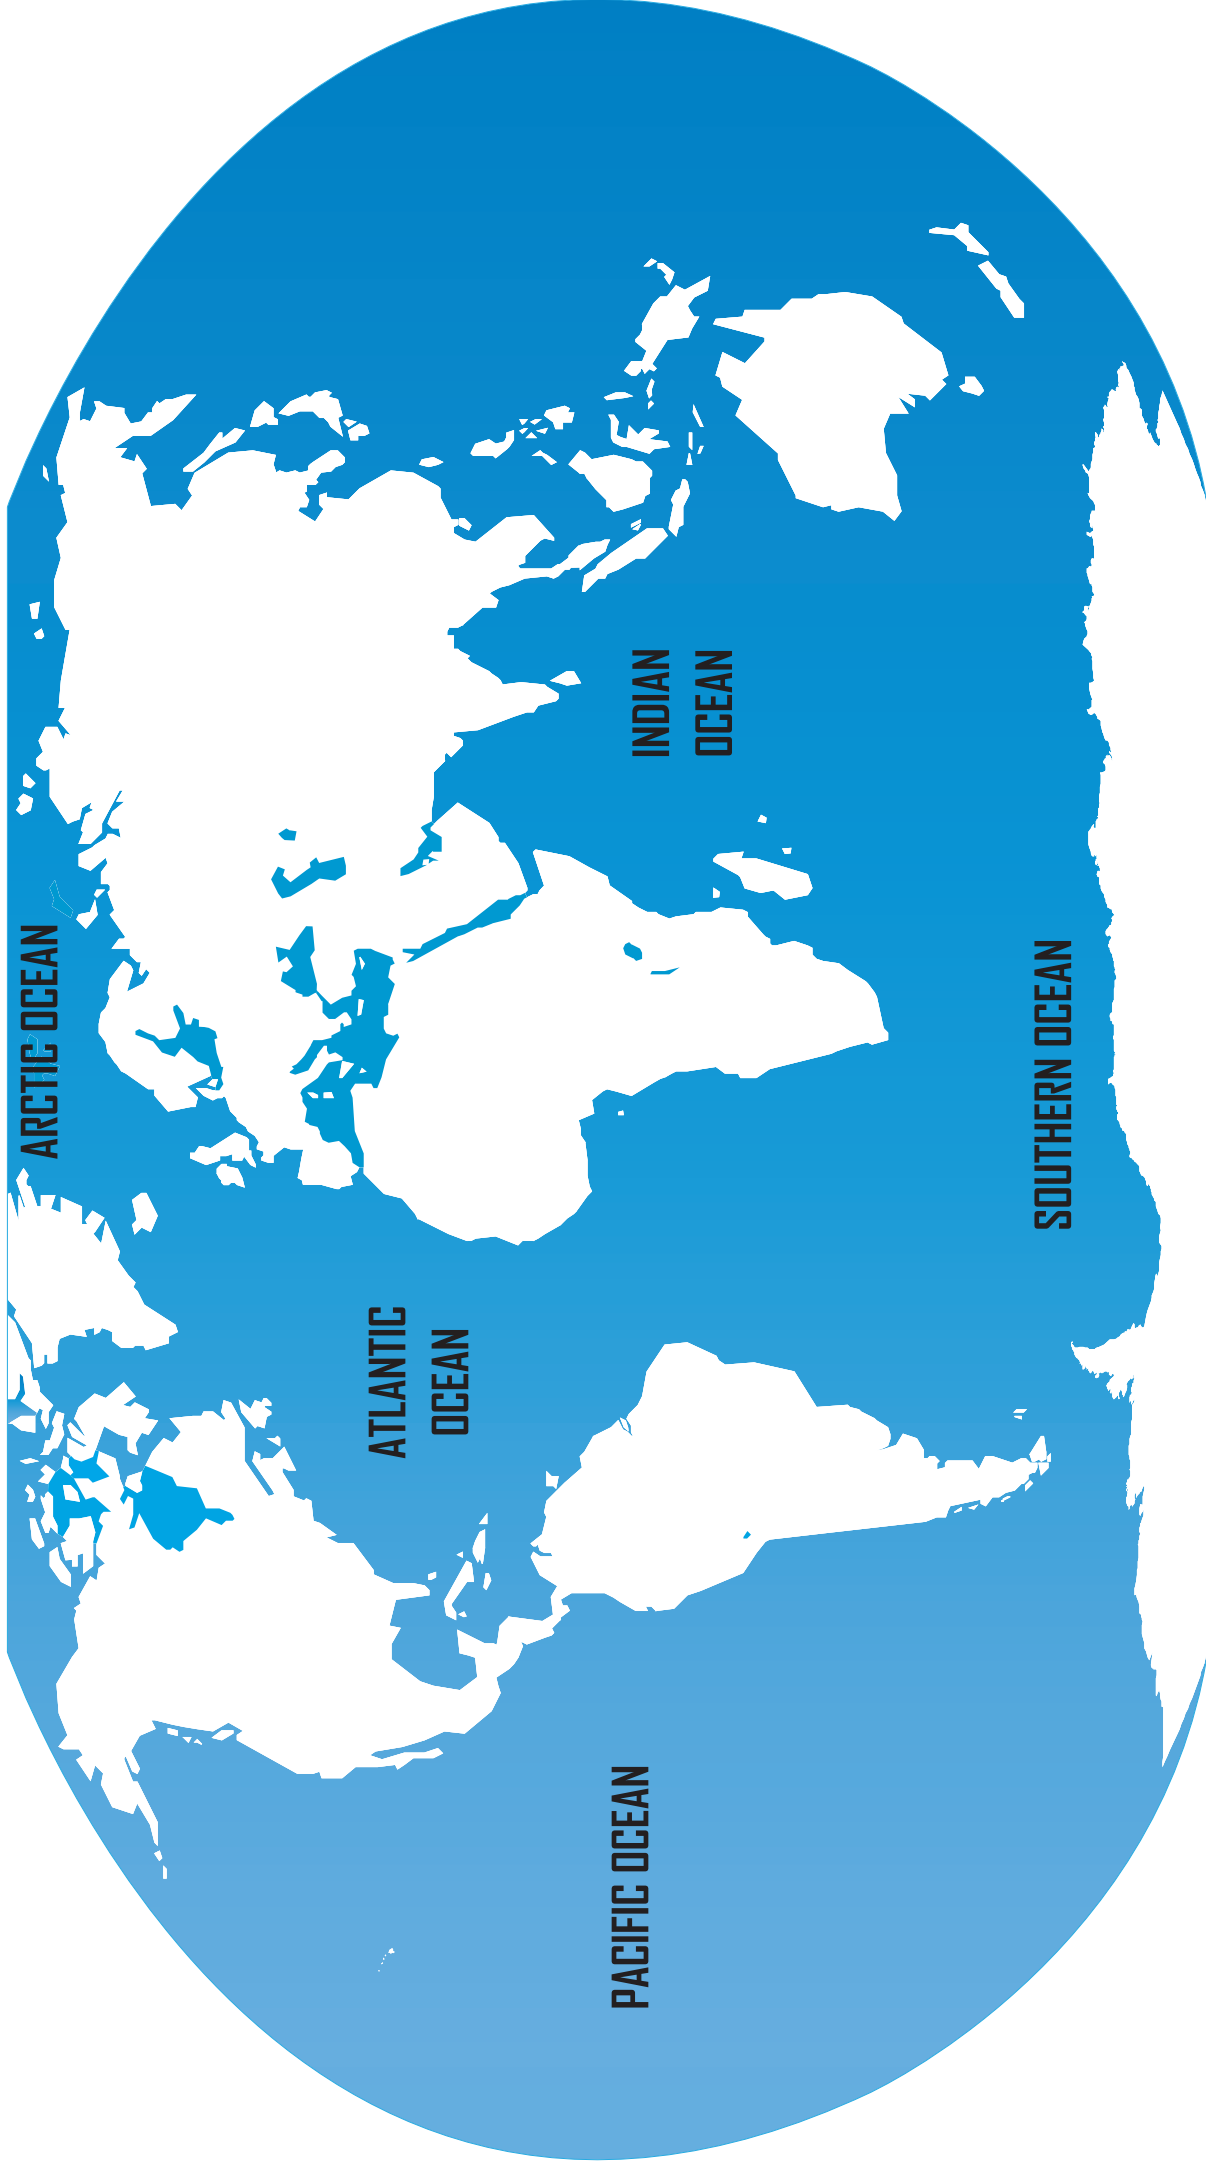 ARCTIC OCEAN
ATLANTIC
OCEAN
INDIAN
OCEAN
PACIFIC OCEAN
SOUTHERN OCEAN